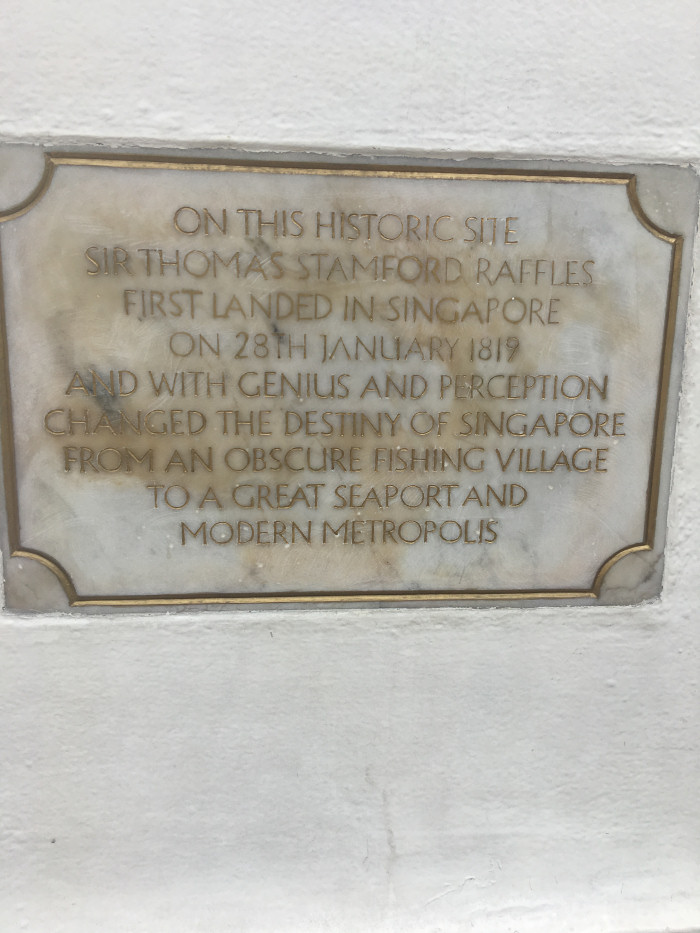 ON THIS HISTORIC SITE
SIR THOMAS STAMFORD RAFFLES
FIRST LANDED IN SINGAPORE
ON 28TH JANUARY 1819
AND WITH GENIUS AND PERCEPTION
CHANGED THE DESTINY OF SINGAPORE
FROM AN OBSCURE FISHING VILLAGE
TO A GREAT SEAPORT AND
MODERN METROPOLIS